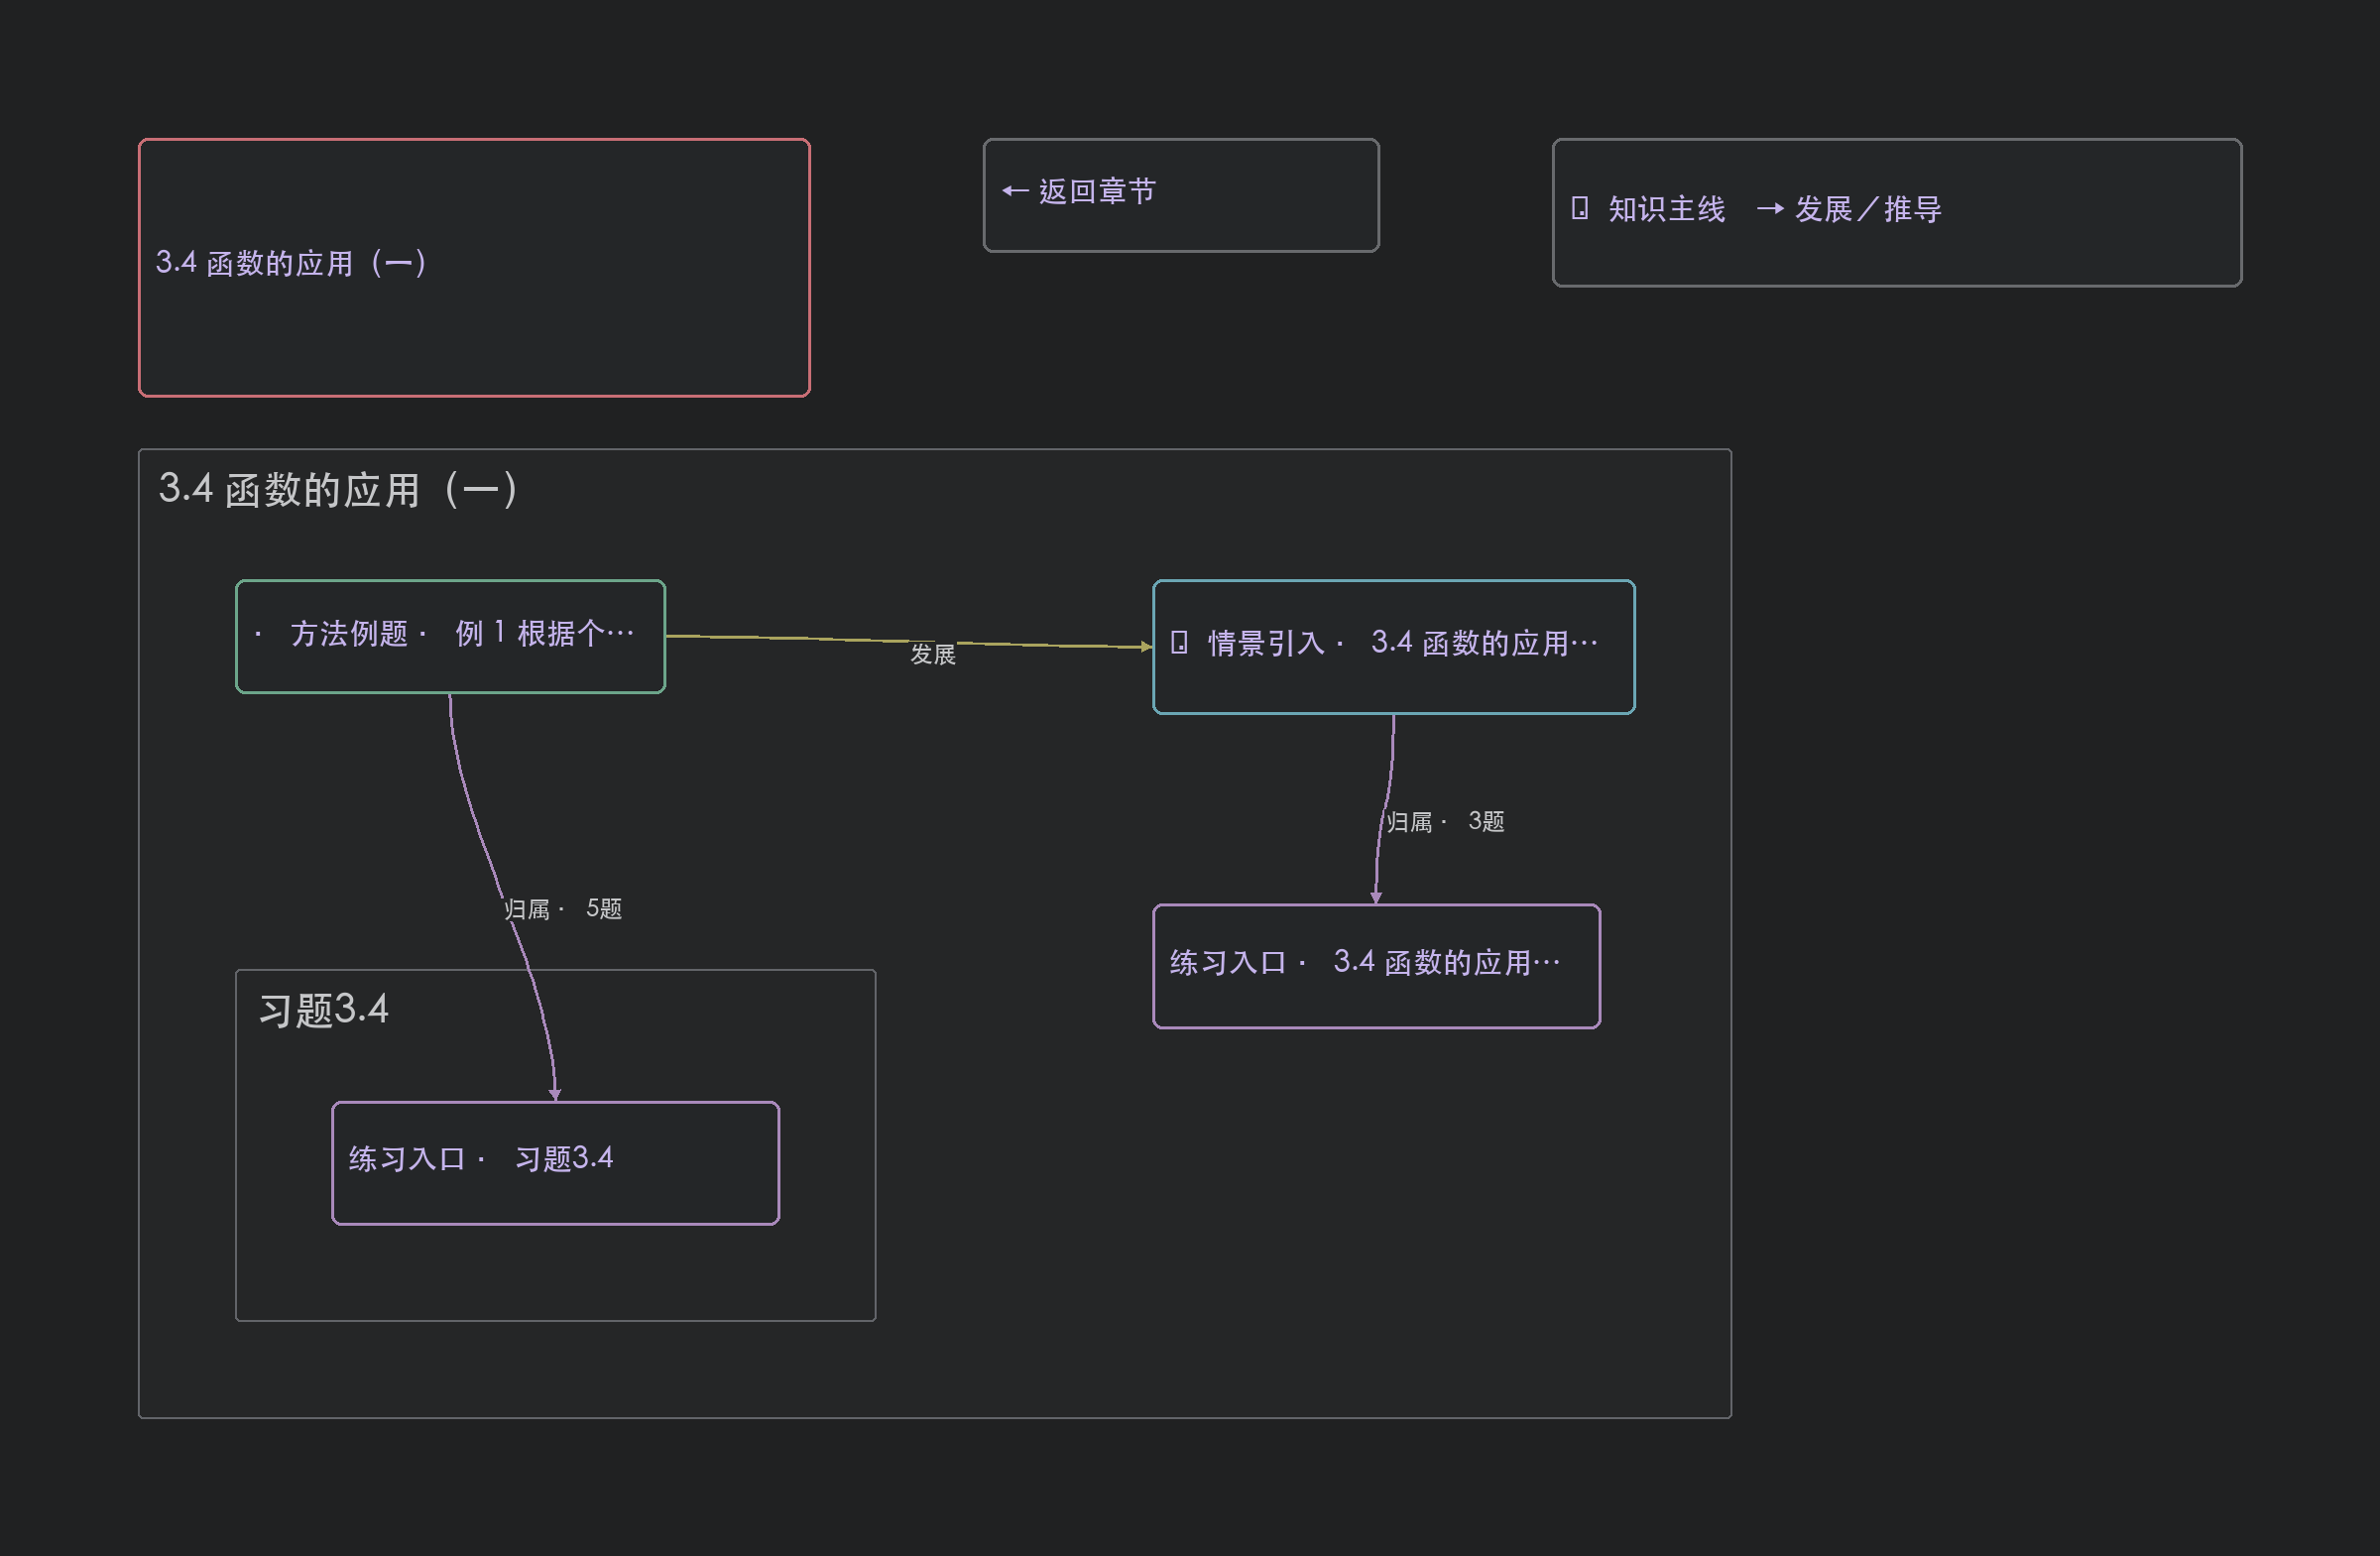 3.4 函数的应用（一）
← 返回章节
知识主线 → 发展／推导
3.4 函数的应用（一）
· 方法例题 · 例 1 根据个…
发展
情景引入 · 3.4 函数的应用…
归属 · 3题
归属 · 5题
练习入口 · 3.4 函数的应用…
习题3.4
练习入口 · 习题3.4